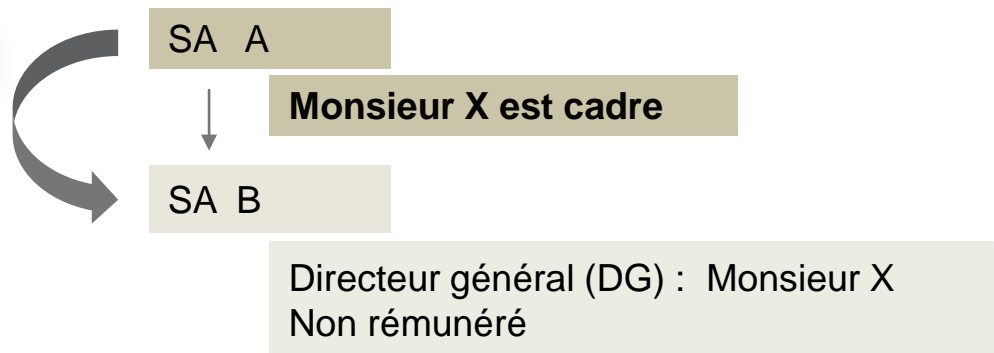 SA A
Monsieur X est cadre
SA B
Directeur général (DG) : Monsieur X
Non rémunéré